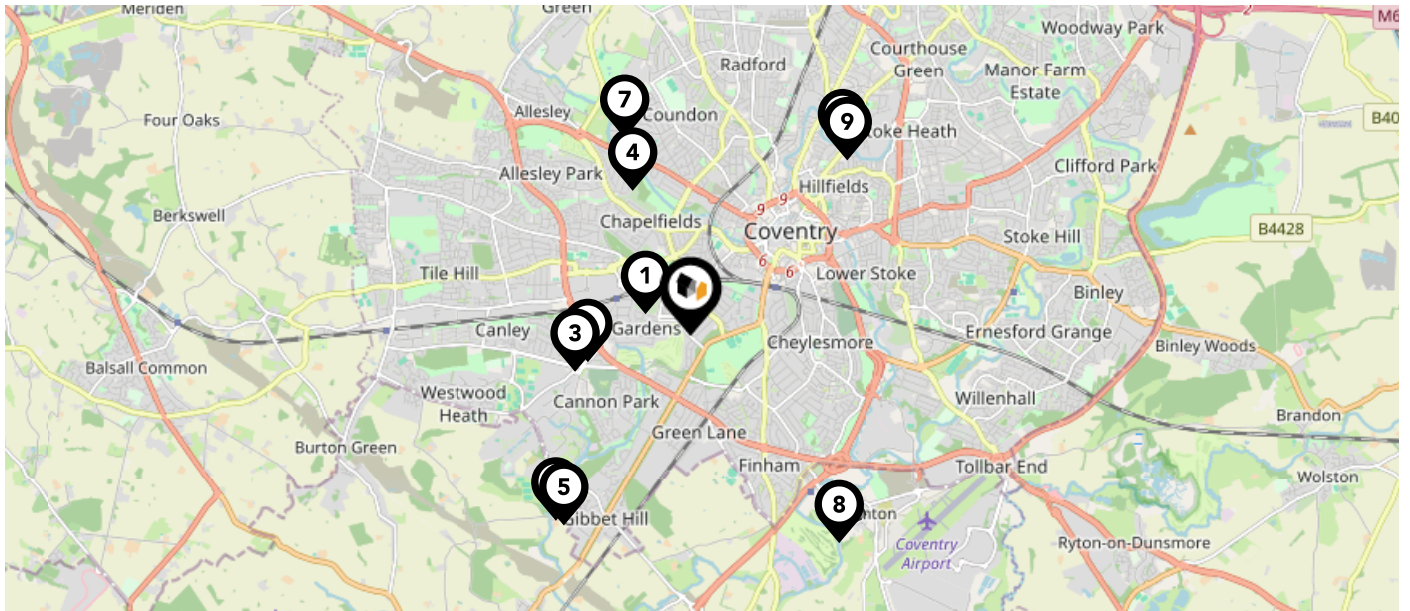 Meriden
Green
2
M6
Woodway Park
Courthouse
Green
Radford
Manor Farm
Estate
7
Allesley
Coundon
Four Oaks
9
oke Heath
B40
4
Allesley Park
Clifford Park
Hillfields
9
9
Berkswell
Chapelfields
Coventry
Stoke Hill
B4428
6
6
Tile Hill
1
Lower Stoke
Binley
Canley
3
Gardens
Cheylesmore
Ernesford Grange
Binley Woods
Balsall Common
Westwood
Heath
Cannon Park
Willenhall
Brandon
Green Lane
Burton Green
Finham
Tollbar End
Wolston
5
Gibbet Hill
8
nton
Coventry
Airport
Ryton-on-Dunsmore